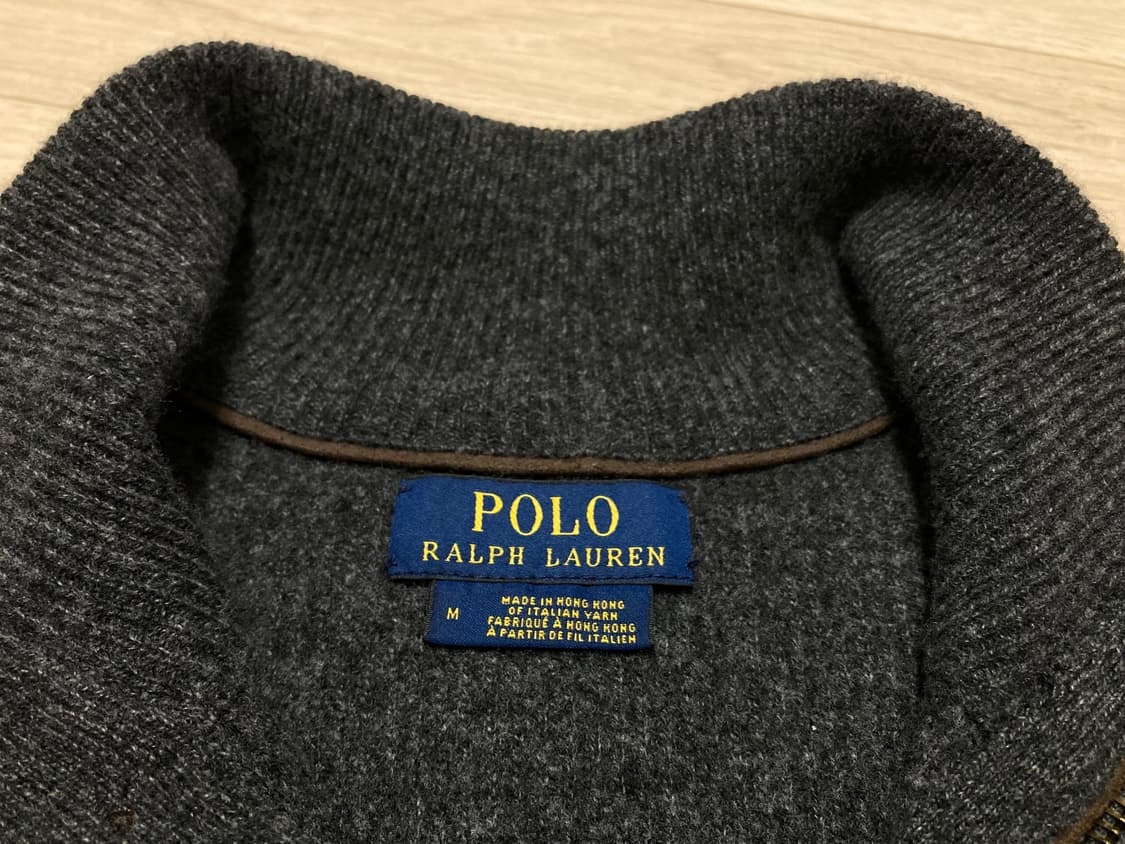 POLO
RALPH LAUREN
M
MADE IN HONG KONG
OF ITALIAN YARN
FABRIQUÉ À HONG KONG
À PARTIR DE FIL ITALIEN